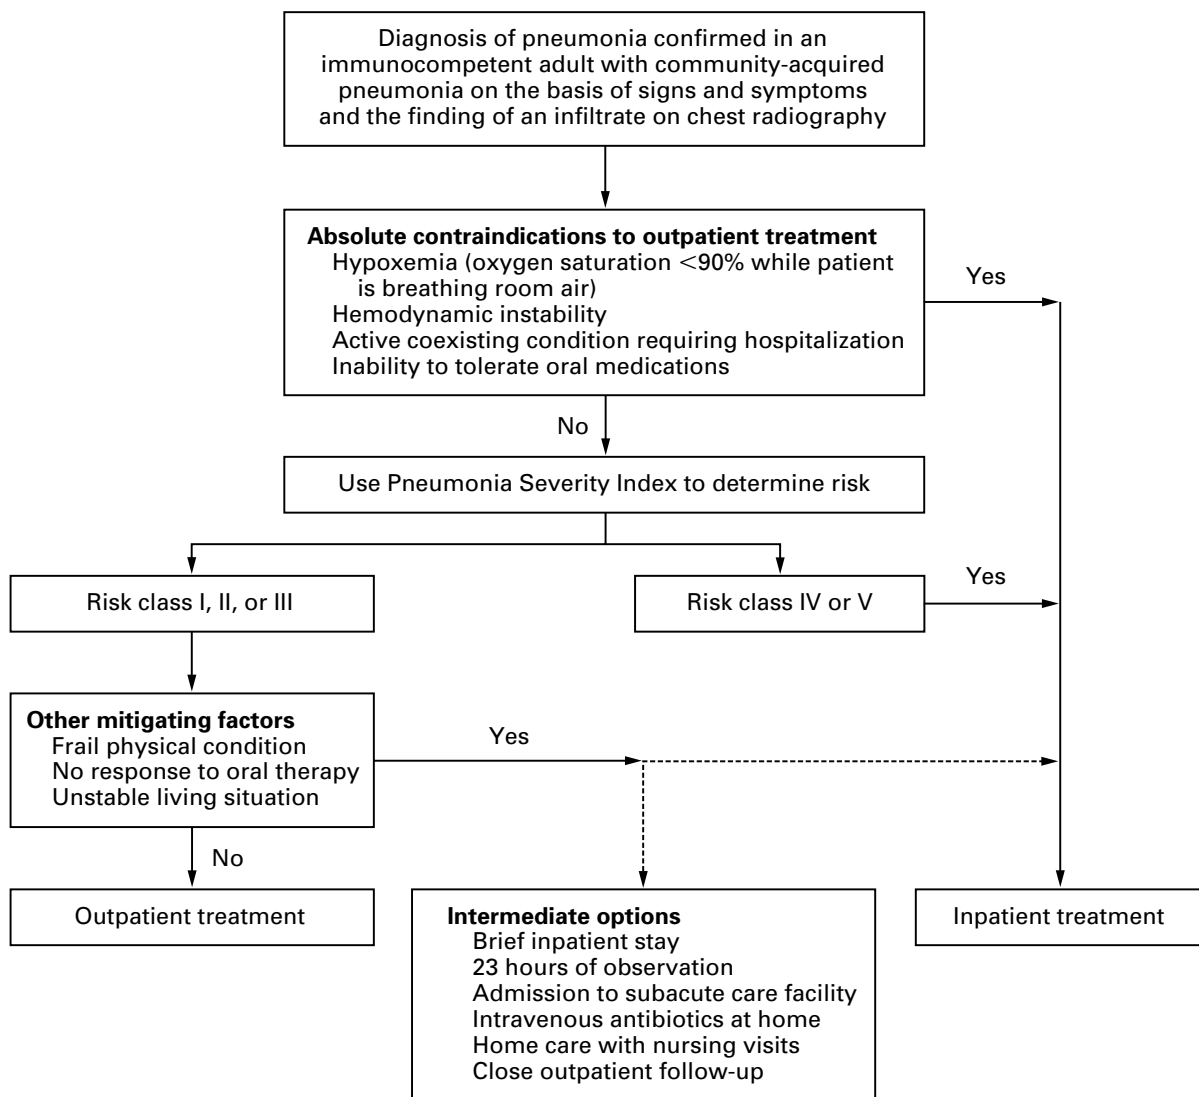 Diagnosis of pneumonia confirmed in an
immunocompetent adult with community-acquired
pneumonia on the basis of signs and symptoms
and the finding of an infiltrate on chest radiography
Absolute contraindications to outpatient treatment
Hypoxemia (oxygen saturation <90% while patient
is breathing room air)
Hemodynamic instability
Active coexisting condition requiring hospitalization
Inability to tolerate oral medications
Yes
No
Use Pneumonia Severity Index to determine risk
Risk class I, II, or III
Risk class IV or V
Yes
Other mitigating factors
Frail physical condition
No response to oral therapy
Unstable living situation
Yes
No
Outpatient treatment
Intermediate options
Brief inpatient stay
23 hours of observation
Admission to subacute care facility
Intravenous antibiotics at home
Home care with nursing visits
Close outpatient follow-up
Inpatient treatment